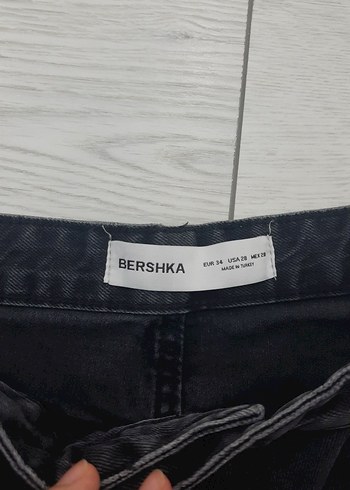 BERSHKA
EUR 34 USA 28 MEX 28
MADE IN TURKEY